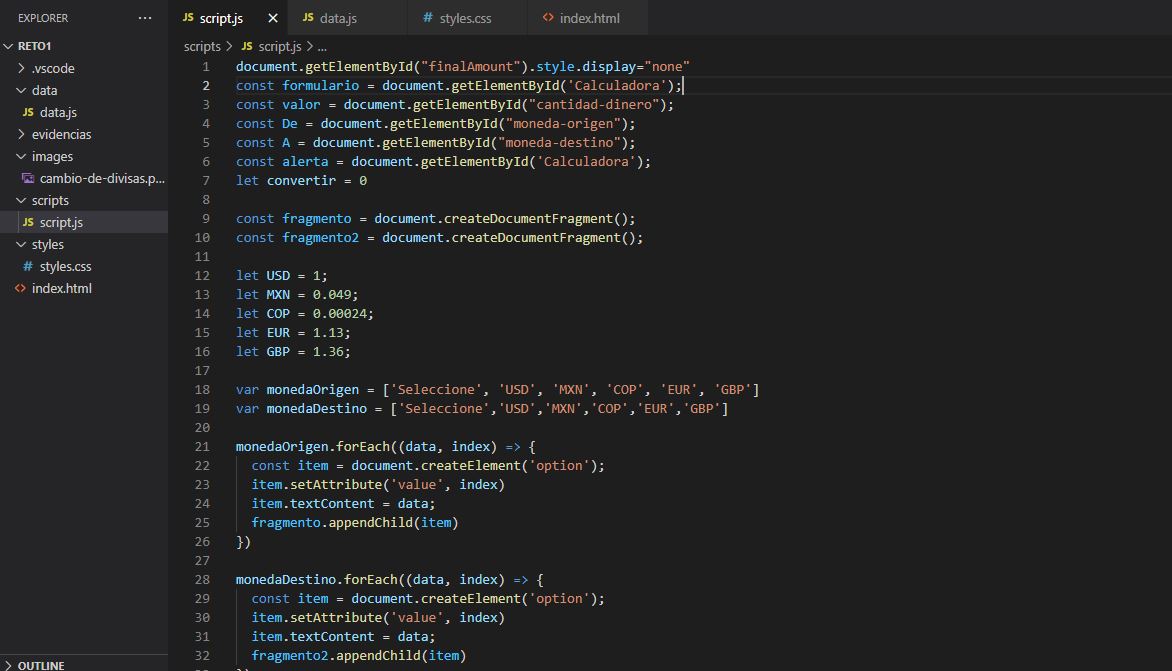 EXPLORER ...
RETO1
.vscode
data
JS data.js
evidencias
images
cambio-de-divisas.p...
scripts
JS script.js
styles
# styles.css
<> index.html
OUTLINE
JS script.js × JS data.js # styles.css <> index.html
scripts > JS script.js > ...
1 document.getElementById("finalAmount").style.display="none"
2 const formulario = document.getElementById('Calculadora');
3 const valor = document.getElementById("cantidad-dinero");
4 const De = document.getElementById("moneda-origen");
5 const A = document.getElementById("moneda-destino");
6 const alerta = document.getElementById('Calculadora');
7 let convertir = 0
8
9 const fragmento = document.createDocumentFragment();
10 const fragmento2 = document.createDocumentFragment();
11
12 let USD = 1;
13 let MXN = 0.049;
14 let COP = 0.00024;
15 let EUR = 1.13;
16 let GBP = 1.36;
17
18 var monedaOrigen = ['Seleccione', 'USD', 'MXN', 'COP', 'EUR', 'GBP']
19 var monedaDestino = ['Seleccione','USD','MXN','COP','EUR','GBP']
20
21 monedaOrigen.forEach((data, index) => {
22 const item = document.createElement('option');
23 item.setAttribute('value', index)
24 item.textContent = data;
25 fragmento.appendChild(item)
26 })
27
28 monedaDestino.forEach((data, index) => {
29 const item = document.createElement('option');
30 item.setAttribute('value', index)
31 item.textContent = data;
32 fragmento2.appendChild(item)